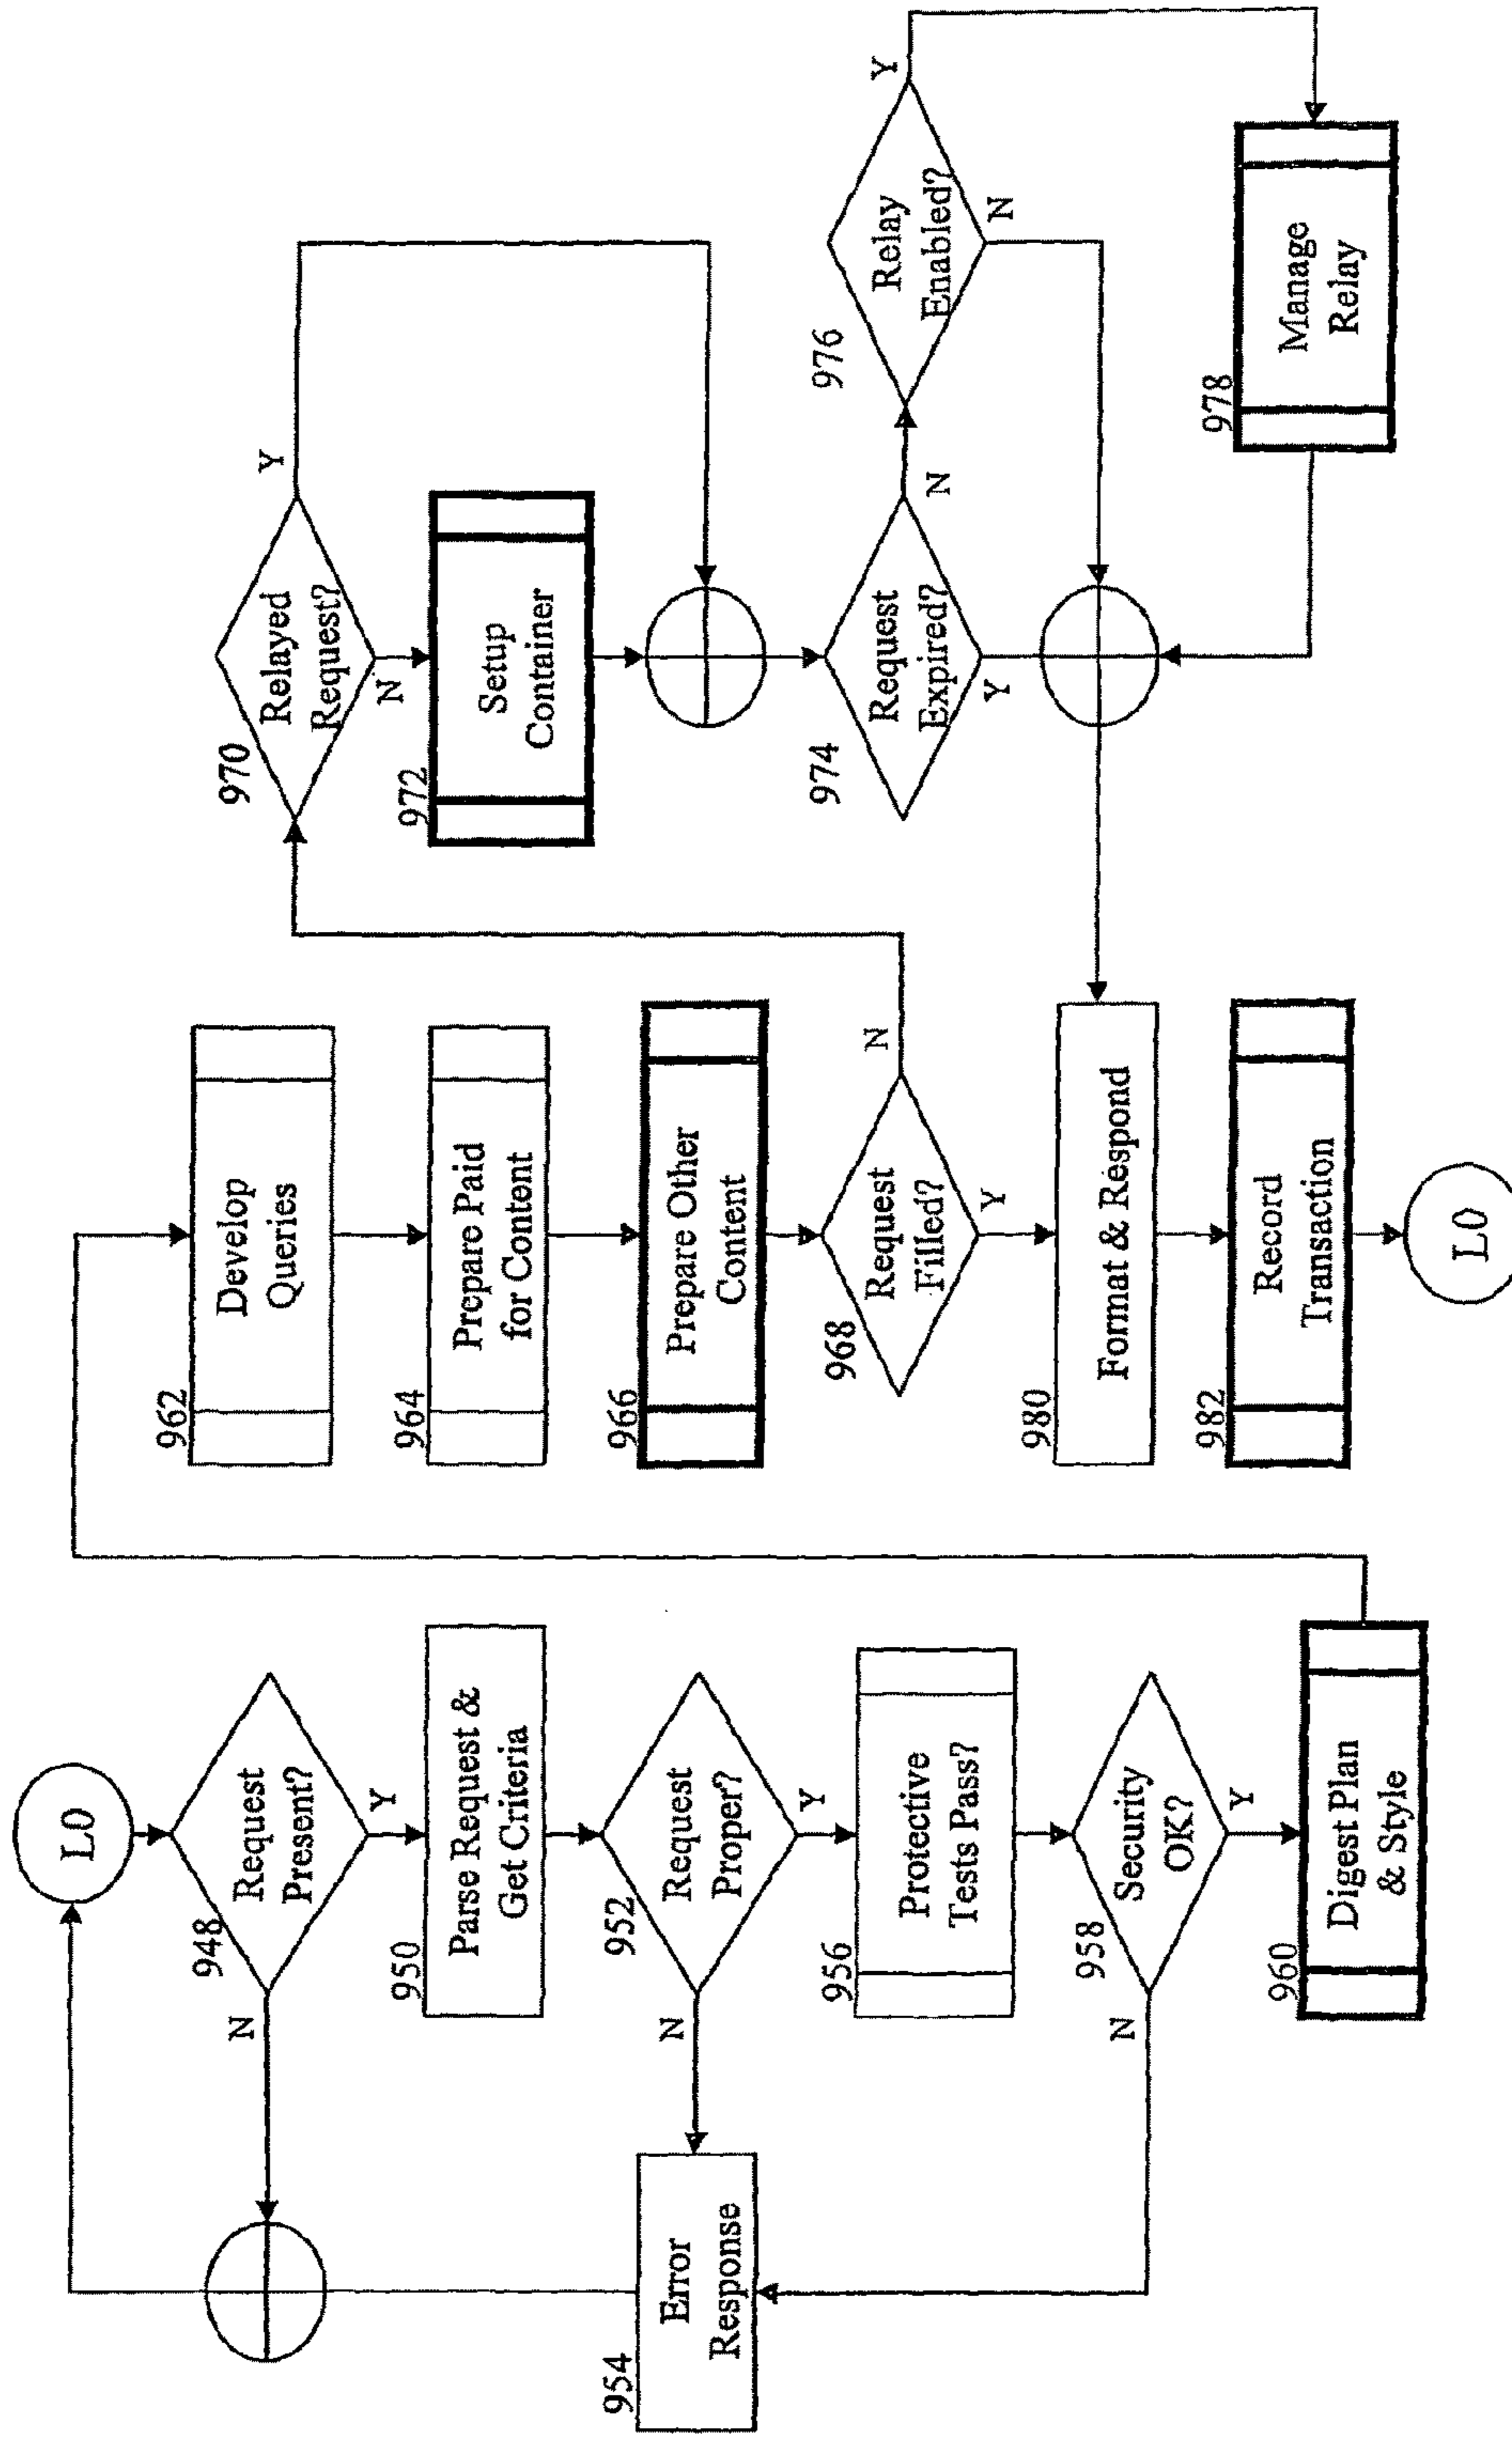 L0
948
Request
Present?
N
Y
950
Parse Request &
Get Criteria
952
Request
Proper?
N
Y
954
Error
Response
956
Protective
Tests Pass?
958
Security
OK?
N
Y
960
Digest Plan
& Style
962
Develop
Queries
964
Prepare Paid
for Content
966
Prepare Other
Content
968
Request
Filled?
N
Y
980
Format & Respond
982
Record
Transaction
L0
970
Relayed
Request?
Y
N
972
Setup
Container
974
Request
Expired?
N
Y
976
Relay
Enabled?
Y
N
978
Manage
Relay